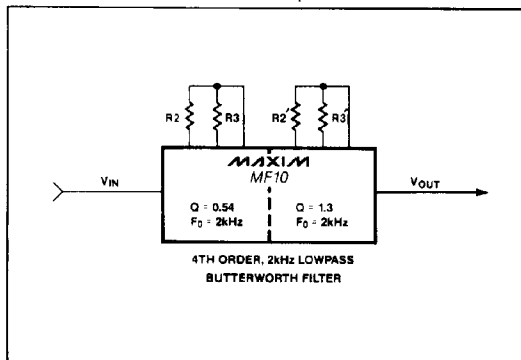 R2 R3 R2' R3'
MAXIM
MF10
VIN
VOUT
Q = 0.54
F0 = 2kHz
Q = 1.3
F0 = 2kHz
4TH ORDER, 2kHz LOWPASS
BUTTERWORTH FILTER